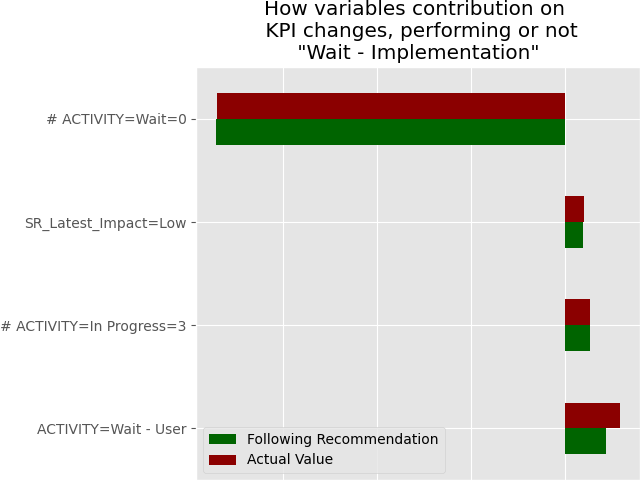 How variables contribution on
KPI changes, performing or not
"Wait - Implementation"
# ACTIVITY=Wait=0
SR_Latest_Impact=Low
# ACTIVITY=In Progress=3
ACTIVITY=Wait - User
Following Recommendation
Actual Value